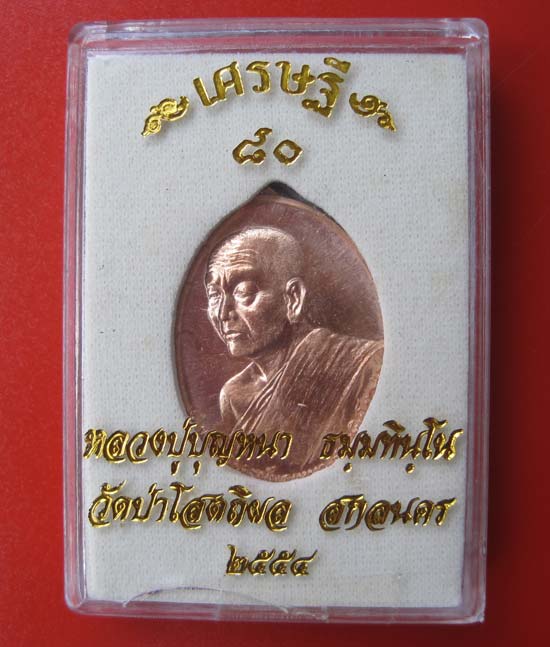 เศรษฐี
๘๐
หลวงปู่บุญหนา ธมฺมทินฺโน
วัดป่าโสตถิผล สกลนคร
๒๕๕๔